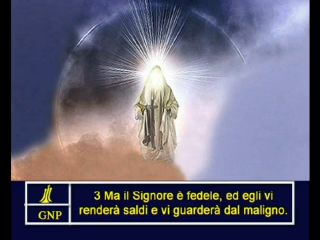 3 Ma il Signore è fedele, ed egli vi
renderà saldi e vi guarderà dal maligno.
GNP